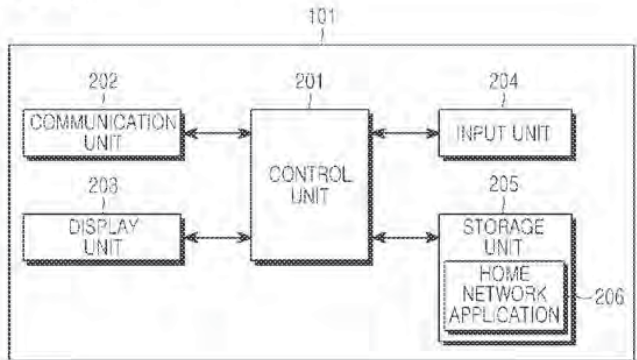 101
202
COMMUNICATION
UNIT
201
CONTROL
UNIT
204
INPUT UNIT
203
DISPLAY
UNIT
205
STORAGE
UNIT
HOME
NETWORK
APPLICATION
206